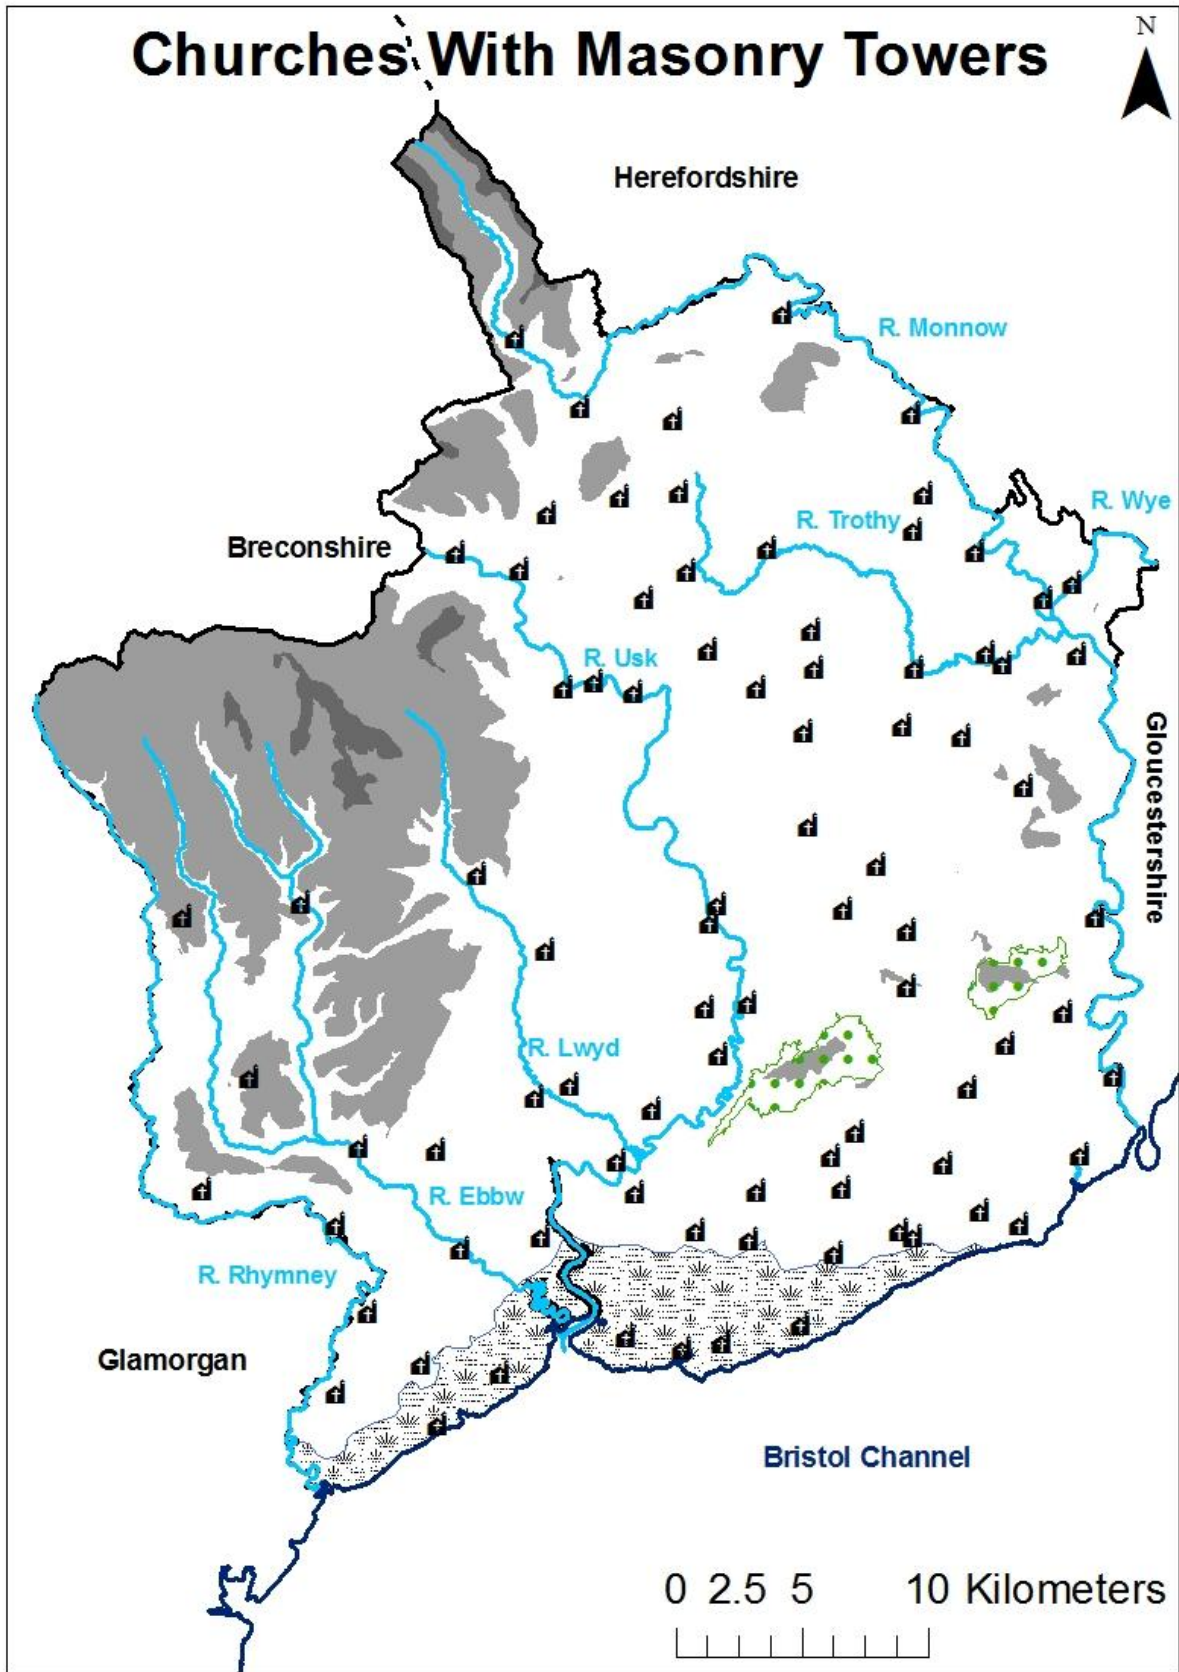 Churches With Masonry Towers
N
Herefordshire
R. Monnow
R. Wye
R. Trothy
Breconshire
R. Usk
Gloucestershire
R. Lwyd
R. Ebbw
R. Rhymney
Glamorgan
Bristol Channel
0 2.5 5 10 Kilometers